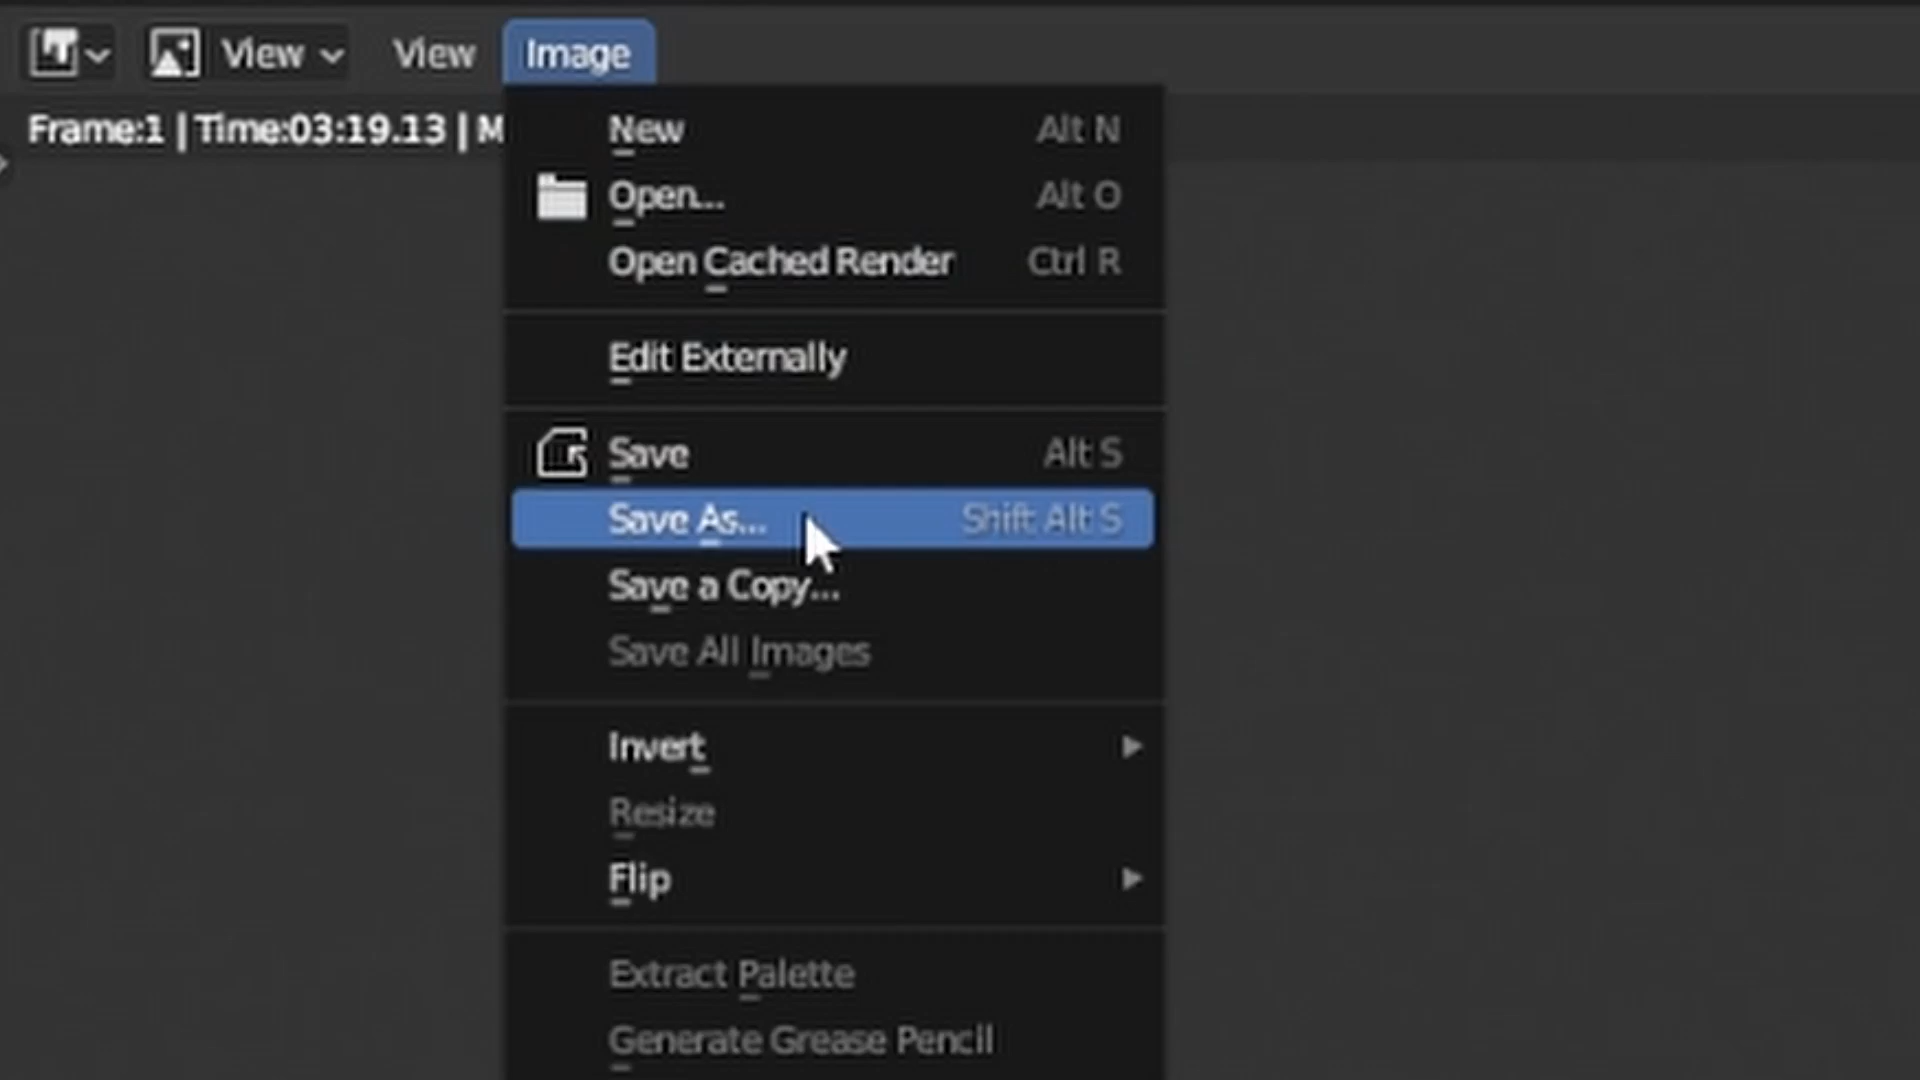 View View Image
Frame:1 | Time:03:19.13 | M
New Alt N
Open... Alt O
Open Cached Render Ctrl R
Edit Externally
Save Alt S
Save As... Shift Alt S
Save a Copy...
Save All Images
Invert
Resize
Flip
Extract Palette
Generate Grease Pencil